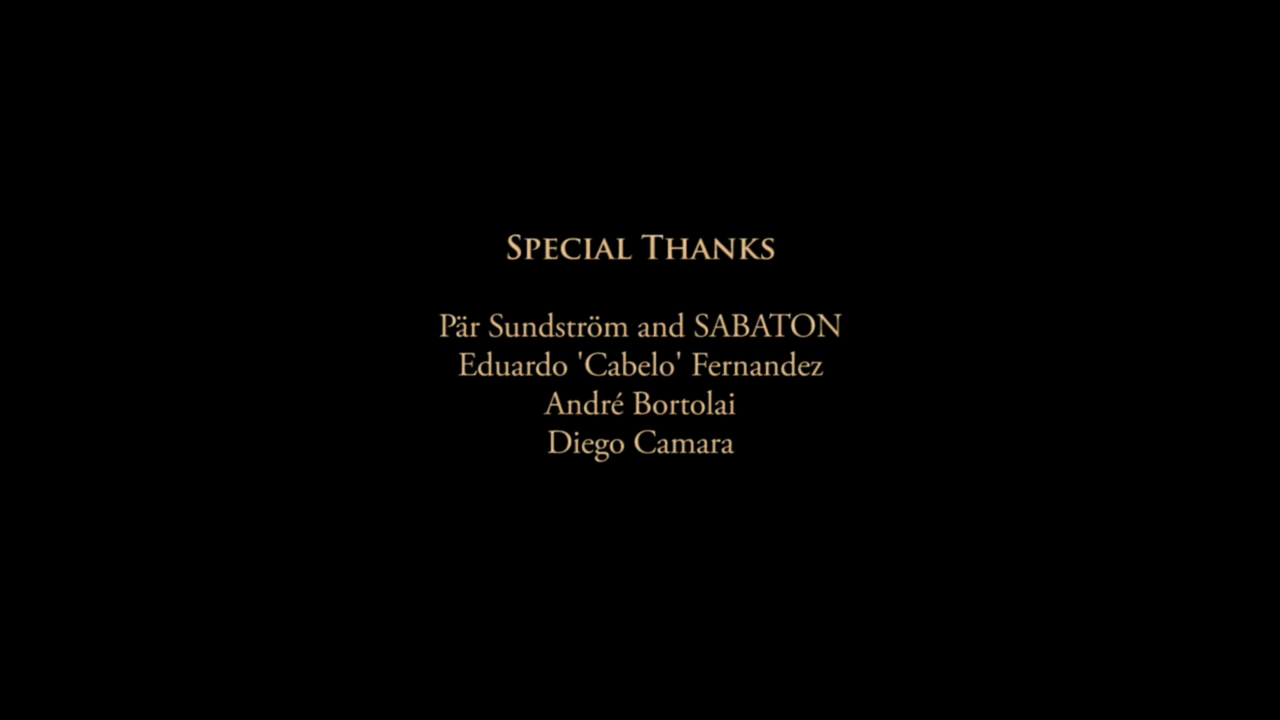 Special Thanks
Pär Sundström and SABATON
Eduardo 'Cabelo' Fernandez
André Bortolai
Diego Camara